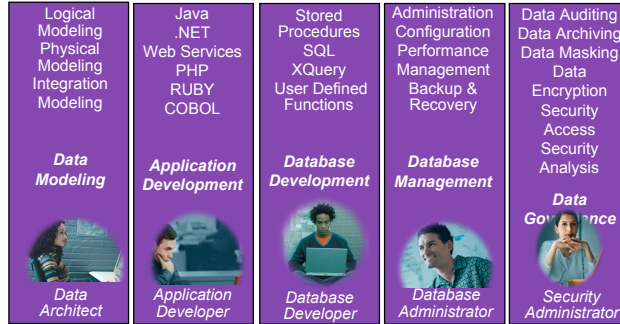 Logical
Modeling
Physical
Modeling
Integration
Modeling
Data
Modeling
Data
Architect
Java
.NET
Web Services
PHP
RUBY
COBOL
Application
Development
Application
Developer
Stored
Procedures
SQL
XQuery
User Defined
Functions
Database
Development
Database
Developer
Administration
Configuration
Performance
Management
Backup &
Recovery
Database
Management
Database
Administrator
Data Auditing
Data Archiving
Data Masking
Data
Encryption
Security
Access
Security
Analysis
Data
Governance
Security
Administrator